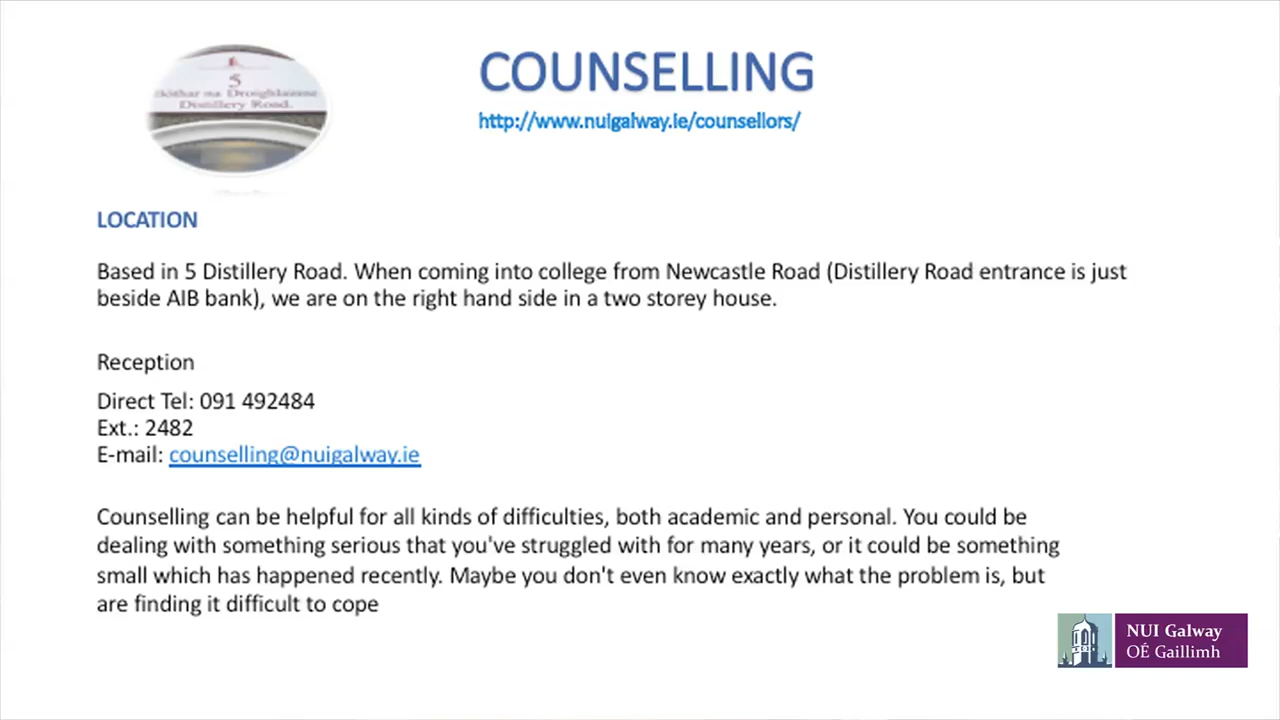 5
Bóthar na Drioglainne
Distillery Road.
COUNSELLING
http://www.nuigalway.ie/counsellors/
LOCATION
Based in 5 Distillery Road. When coming into college from Newcastle Road (Distillery Road entrance is just
beside AIB bank), we are on the right hand side in a two storey house.
Reception
Direct Tel: 091 492484
Ext.: 2482
E-mail: counselling@nuigalway.ie
Counselling can be helpful for all kinds of difficulties, both academic and personal. You could be
dealing with something serious that you've struggled with for many years, or it could be something
small which has happened recently. Maybe you don't even know exactly what the problem is, but
are finding it difficult to cope
NUI Galway
OÉ Gaillimh